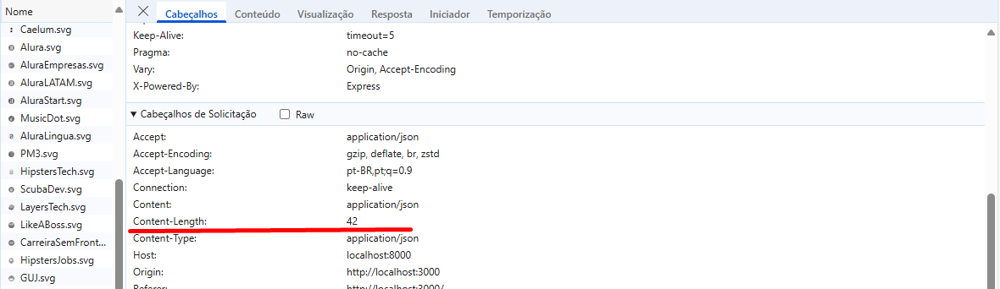 Nome
Caelum.svg
Alura.svg
AluraEmpresas.svg
AluraLATAM.svg
AluraStart.svg
MusicDot.svg
AluraLingua.svg
PM3.svg
HipstersTech.svg
ScubaDev.svg
LayersTech.svg
LikeABoss.svg
CarreiraSemFront...
HipstersJobs.svg
GUJ.svg
Cabeçalhos Conteúdo Visualização Resposta Iniciador Temporização
Keep-Alive: timeout=5
Pragma: no-cache
Vary: Origin, Accept-Encoding
X-Powered-By: Express
▼ Cabeçalhos de Solicitação Raw
Accept: application/json
Accept-Encoding: gzip, deflate, br, zstd
Accept-Language: pt-BR,pt;q=0.9
Connection: keep-alive
Content: application/json
Content-Length: 42
Content-Type: application/json
Host: localhost:8000
Origin: http://localhost:3000
Referer: http://localhost:3000/